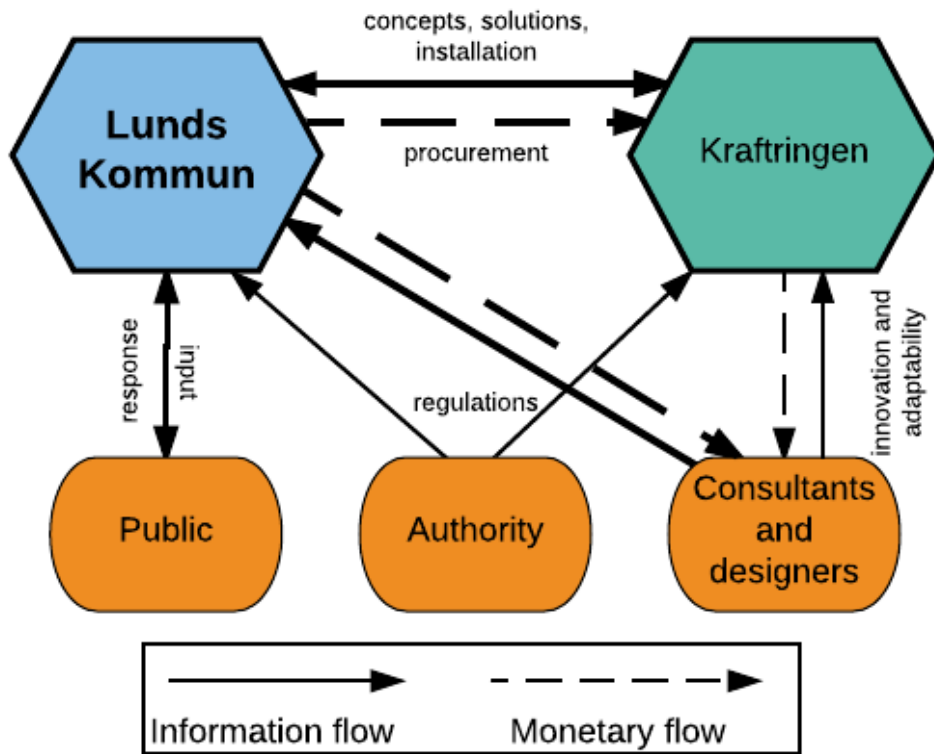 concepts, solutions,
installation
Lunds
Kommun
Kraftringen
procurement
response
input
regulations
innovation and
adaptability
Public
Authority
Consultants
and
designers
Information flow
Monetary flow